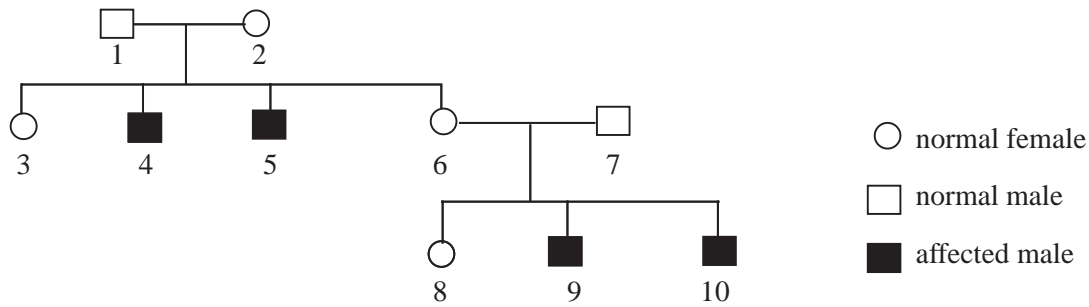 1 2
3 4 5 6 7
8 9 10
normal female
normal male
affected male